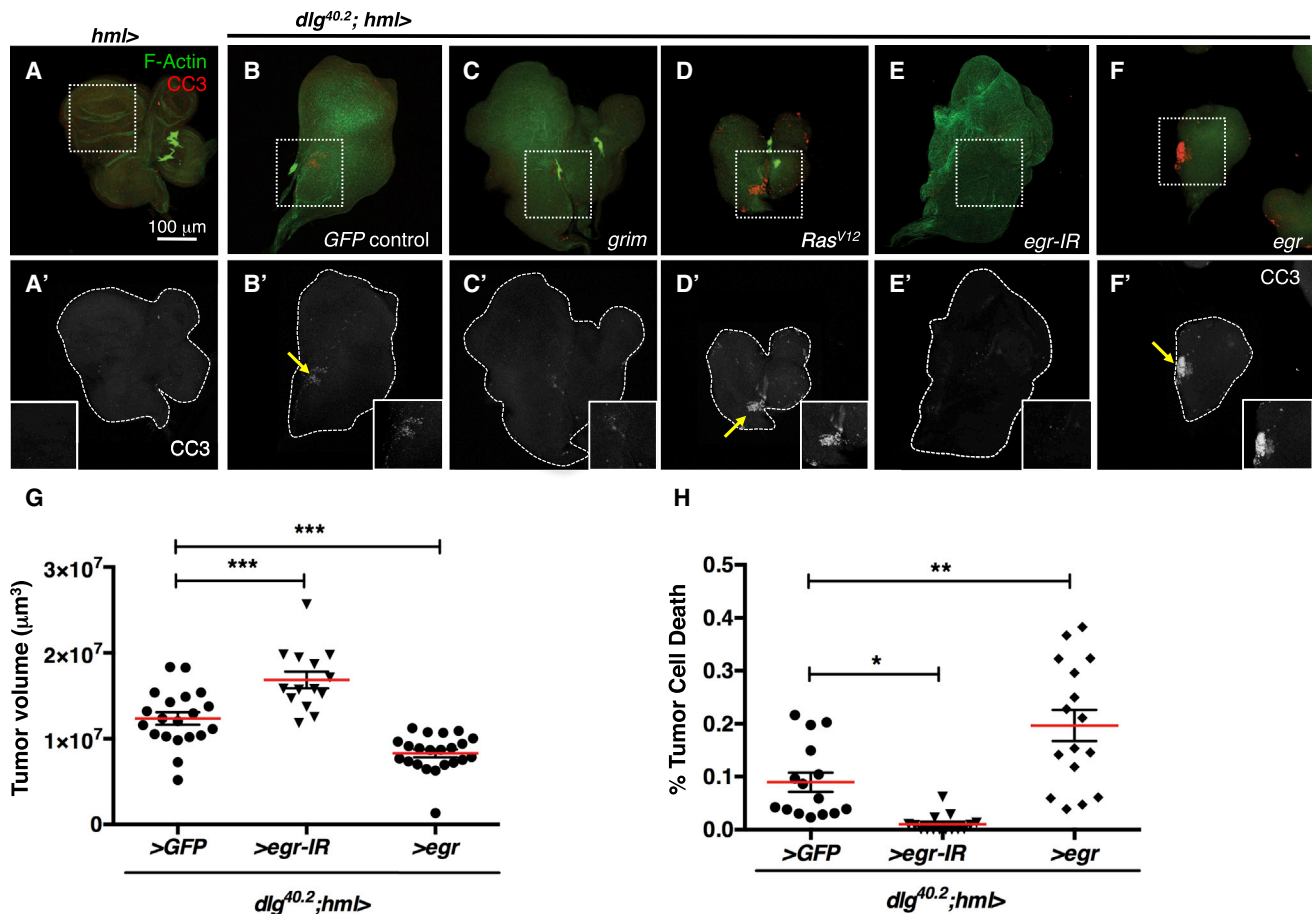 hml>
dlg40.2; hml>
A
F-Actin
CC3
100 μm
B
GFP control
C
grim
D
RasV12
E
egr-IR
F
egr
A'
CC3
B'
C'
D'
E'
F'
CC3
G
Tumor volume (μm³)
3×10⁷
2×10⁷
1×10⁷
0
***
***
>GFP
>egr-IR
>egr
dlg40.2;hml>
H
% Tumor Cell Death
0.5
0.4
0.3
0.2
0.1
0.0
**
*
>GFP
>egr-IR
>egr
dlg40.2;hml>